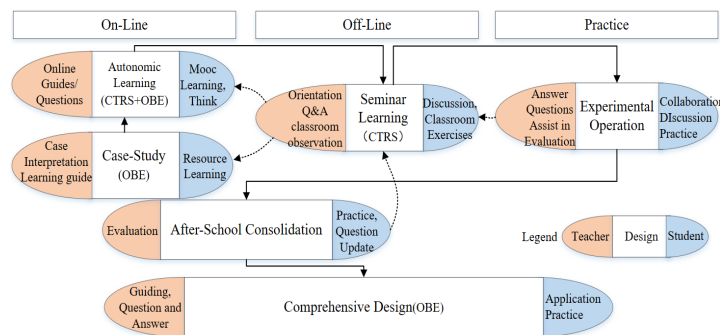 On-Line
Off-Line
Practice
Online
Guides/
Questions
Autonomic
Learning
(CTRS+OBE)
Mooc
Learning,
Think
Case
Interpretation
Learning guide
Case-Study
(OBE)
Resource
Learning
Orientation
Q&A
classroom
observation
Seminar
Learning
(CTRS)
Discussion,
Classroom
Exercises
Answer
Questions
Assist in
Evaluation
Experimental
Operation
Collaboration
DIscussion
Practice
Evaluation
After-School Consolidation
Practice,
Question
Update
Legend
Teacher
Design
Student
Guiding,
Question and
Answer
Comprehensive Design(OBE)
Application
Practice